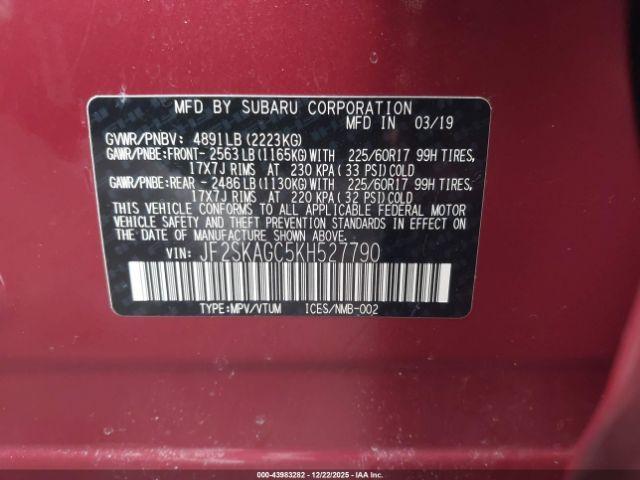 MFD BY SUBARU CORPORATION
MFD IN 03/19
GVWR/PNBV: 4891LB (2223KG)
GAWR/PNBE:FRONT- 2563LB (1165KG) WITH 225/60R17 99H TIRES,
17X7J RIMS AT 230 KPA ( 33 PSI) COLD
GAWR/PNBE:REAR - 2486LB (1130KG) WITH 225/60R17 99H TIRES,
17X7J RIMS AT 220 KPA ( 32 PSI) COLD
THIS VEHICLE CONFORMS TO ALL APPLICABLE FEDERAL MOTOR
VEHICLE SAFETY AND THEFT PREVENTION STANDARDS IN EFFECT
ON THE DATE OF MANUFACTURE SHOWN ABOVE.
VIN: JF2SKAGC5KH527790
TYPE:MPV/VTUM ICES/NMB-002
000-43983282 - 12/22/2025 - IAA, Inc.